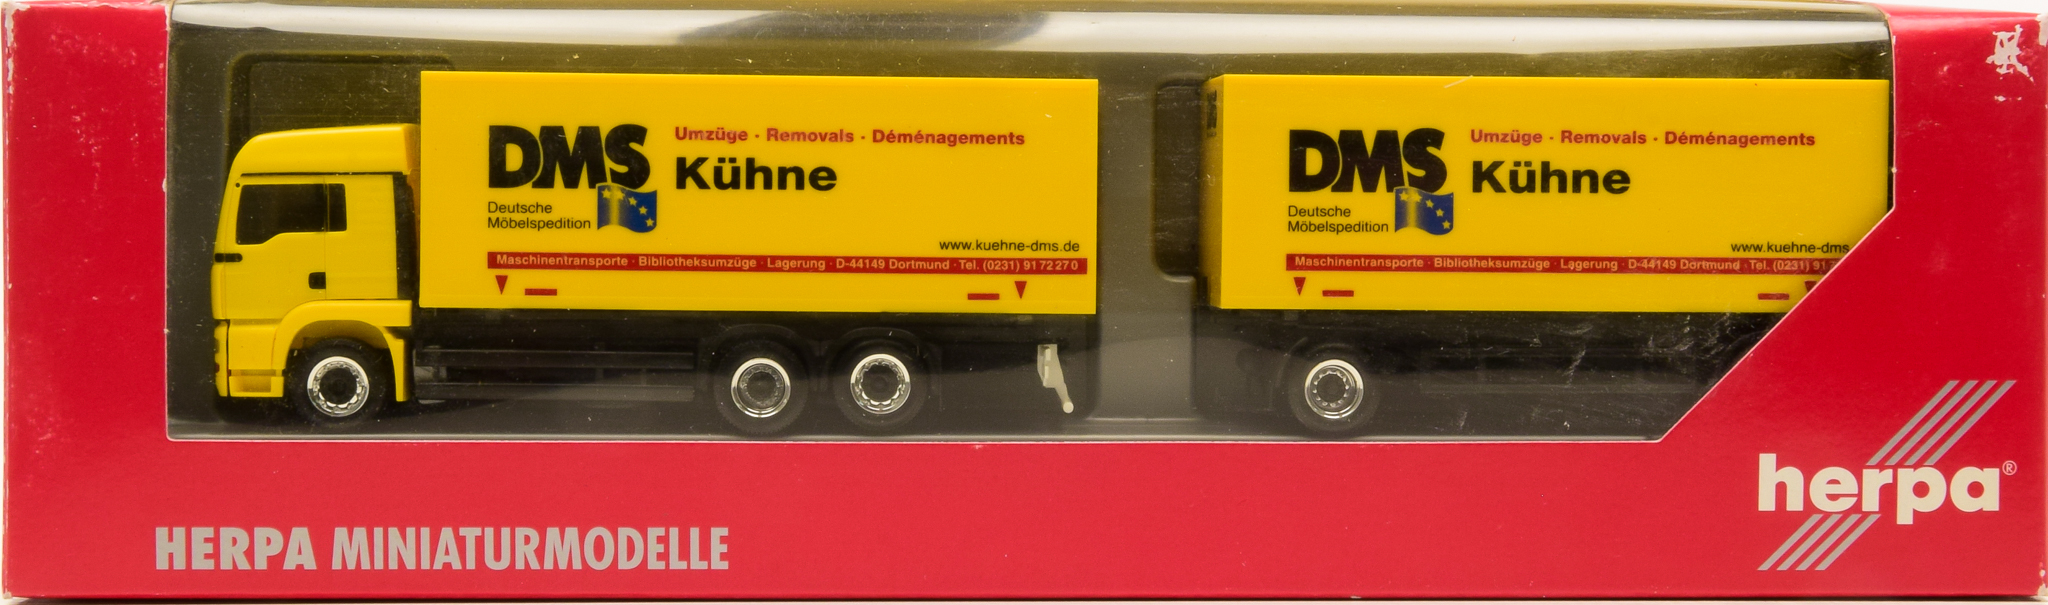 DMS
Deutsche
Möbelspedition
Umzüge · Removals · Déménagements
Kühne
www.kuehne-dms.de
Maschinentransporte · Bibliotheksumzüge · Lagerung · D-44149 Dortmund · Tel. (0231) 91 72 27 0
DMS
Deutsche
Möbelspedition
Umzüge · Removals · Déménagements
Kühne
www.kuehne-dms
Maschinentransporte · Bibliotheksumzüge · Lagerung · D-44149 Dortmund · Tel. (0231) 91
HERPA MINIATURMODELLE
herpa®